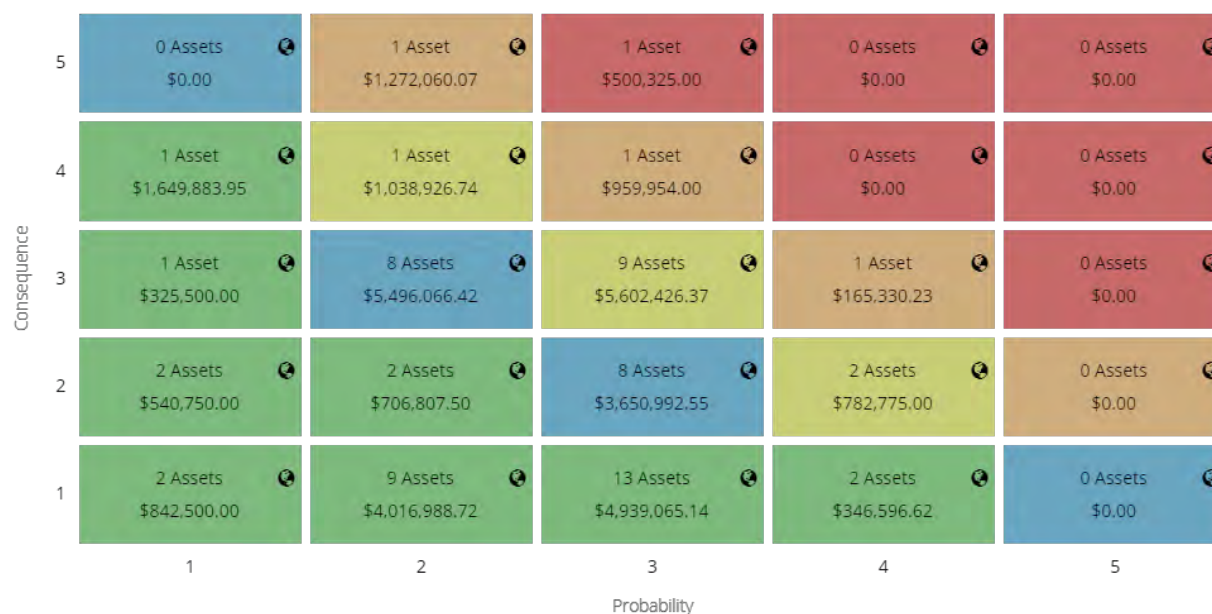 5
0 Assets
$0.00
1 Asset
$1,272,060.07
1 Asset
$500,325.00
0 Assets
$0.00
0 Assets
$0.00
4
1 Asset
$1,649,883.95
1 Asset
$1,038,926.74
1 Asset
$959,954.00
0 Assets
$0.00
0 Assets
$0.00
Consequence
3
1 Asset
$325,500.00
8 Assets
$5,496,066.42
9 Assets
$5,602,426.37
1 Asset
$165,330.23
0 Assets
$0.00
2
2 Assets
$540,750.00
2 Assets
$706,807.50
8 Assets
$3,650,992.55
2 Assets
$782,775.00
0 Assets
$0.00
1
2 Assets
$842,500.00
9 Assets
$4,016,988.72
13 Assets
$4,939,065.14
2 Assets
$346,596.62
0 Assets
$0.00
1
2
3
4
5
Probability